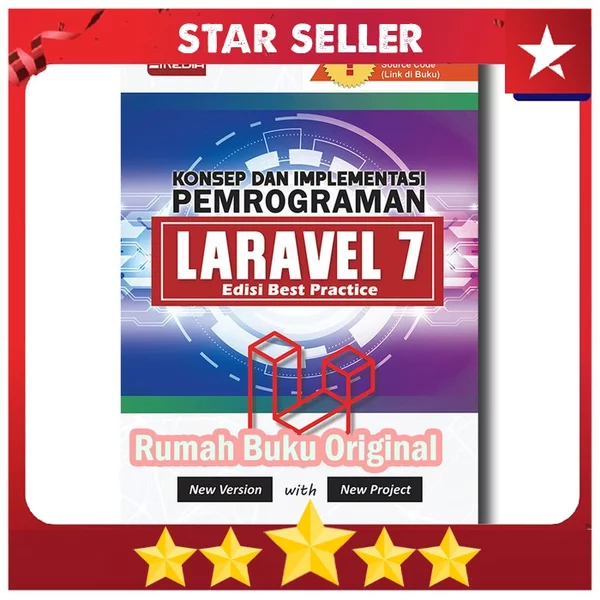 STAR SELLER
Source Code
(Link di Buku)
KONSEP DAN IMPLEMENTASI
PEMROGRAMAN
LARAVEL 7
Edisi Best Practice
Rumah Buku Original
New Version with New Project